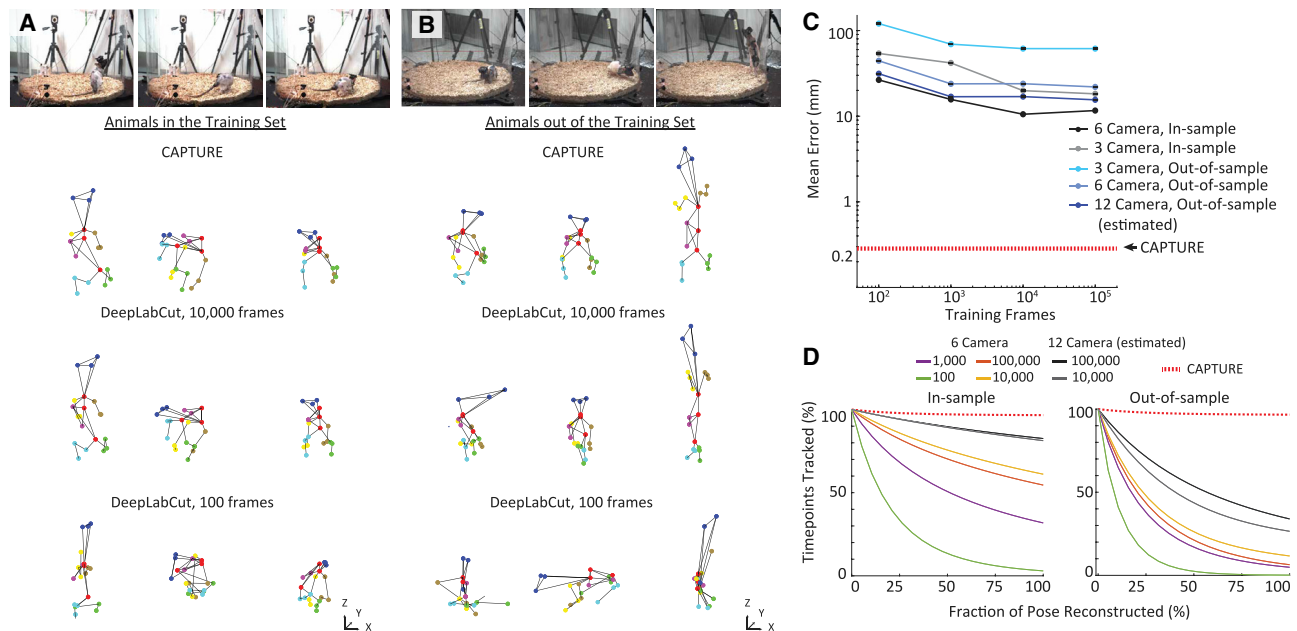 A
B
Animals in the Training Set
Animals out of the Training Set
CAPTURE
CAPTURE
DeepLabCut, 10,000 frames
DeepLabCut, 10,000 frames
DeepLabCut, 100 frames
DeepLabCut, 100 frames
Z
Y
X
Z
Y
X
C
Mean Error (mm)
100
10
1
0.2
6 Camera, In-sample
3 Camera, In-sample
3 Camera, Out-of-sample
6 Camera, Out-of-sample
12 Camera, Out-of-sample
(estimated)
CAPTURE
10² 10³ 10⁴ 10⁵
Training Frames
D
6 Camera 12 Camera (estimated)
1,000 100,000 100,000 CAPTURE
100 10,000 10,000
In-sample Out-of-sample
Timepoints Tracked (%)
100
0
0 25 50 75 100
100
0
0 25 50 75 100
Fraction of Pose Reconstructed (%)